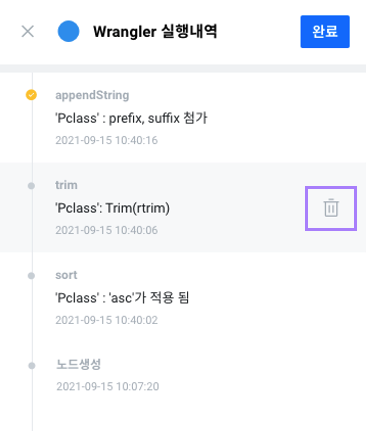 Wrangler 실행내역
완료
appendString
'Pclass' : prefix, suffix 첨가
2021-09-15 10:40:16
trim
'Pclass': Trim(rtrim)
2021-09-15 10:40:06
sort
'Pclass' : 'asc'가 적용 됨
2021-09-15 10:40:02
노드생성
2021-09-15 10:07:20